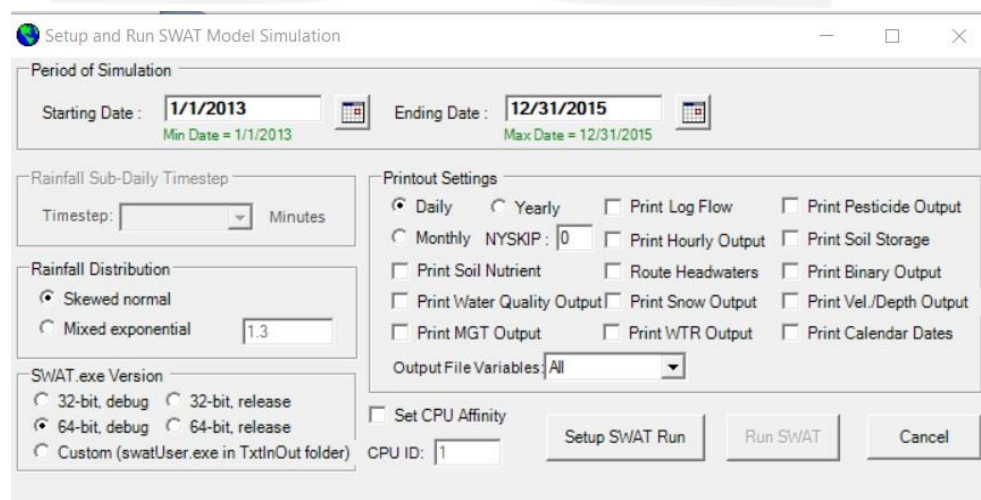 Setup and Run SWAT Model Simulation
Period of Simulation
Starting Date : 1/1/2013
Min Date = 1/1/2013
Ending Date : 12/31/2015
Max Date = 12/31/2015
Rainfall Sub-Daily Timestep
Timestep: Minutes
Rainfall Distribution
Skewed normal
Mixed exponential 1.3
SWAT.exe Version
32-bit, debug 32-bit, release
64-bit, debug 64-bit, release
Custom (swatUser.exe in TxtInOut folder)
Printout Settings
Daily Yearly Print Log Flow Print Pesticide Output
Monthly NYSKIP : 0 Print Hourly Output Print Soil Storage
Print Soil Nutrient Route Headwaters Print Binary Output
Print Water Quality Output Print Snow Output Print Vel./Depth Output
Print MGT Output Print WTR Output Print Calendar Dates
Output File Variables: All
Set CPU Affinity
CPU ID: 1
Setup SWAT Run Run SWAT Cancel